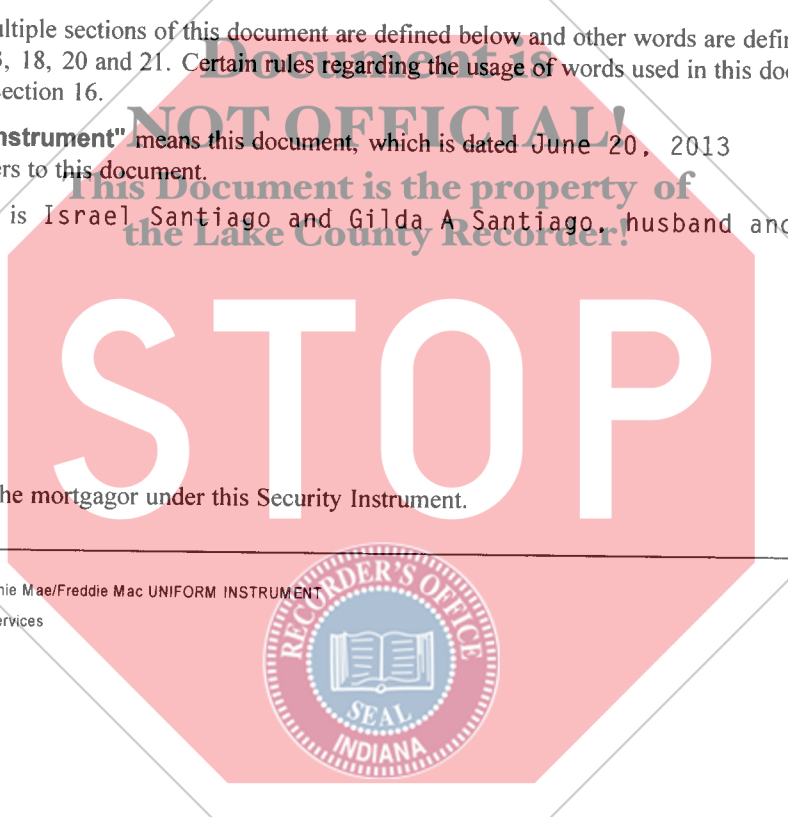 ultiple sections of this document are defined below and other words are defin
, 18, 20 and 21. Certain rules regarding the usage of words used in this doc
ection 16.
Document is
NOT OFFICIAL!
This Document is the property of
the Lake County Recorder!
nstrument" means this document, which is dated June 20, 2013
ers to this document.
is Israel Santiago and Gilda A Santiago, husband and
STOP
he mortgagor under this Security Instrument.
nie Mae/Freddie Mac UNIFORM INSTRUMENT
ervices
RECORDER'S OFFICE
SEAL
INDIANA